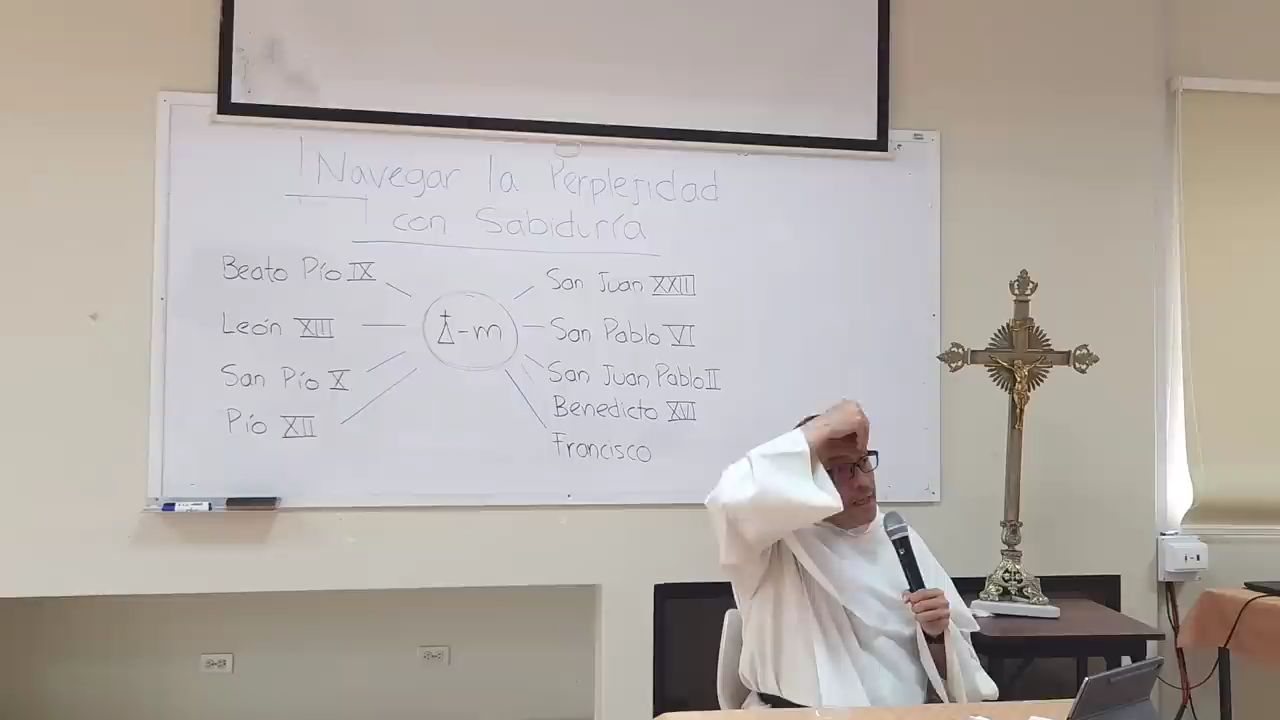 Navegar la Perplejidad
con Sabiduría
Beato Pío IX
León XIII
San Pío X
Pío XII
-m
San Juan XXIII
San Pablo VI
San Juan Pablo II
Benedicto XVI
Francisco